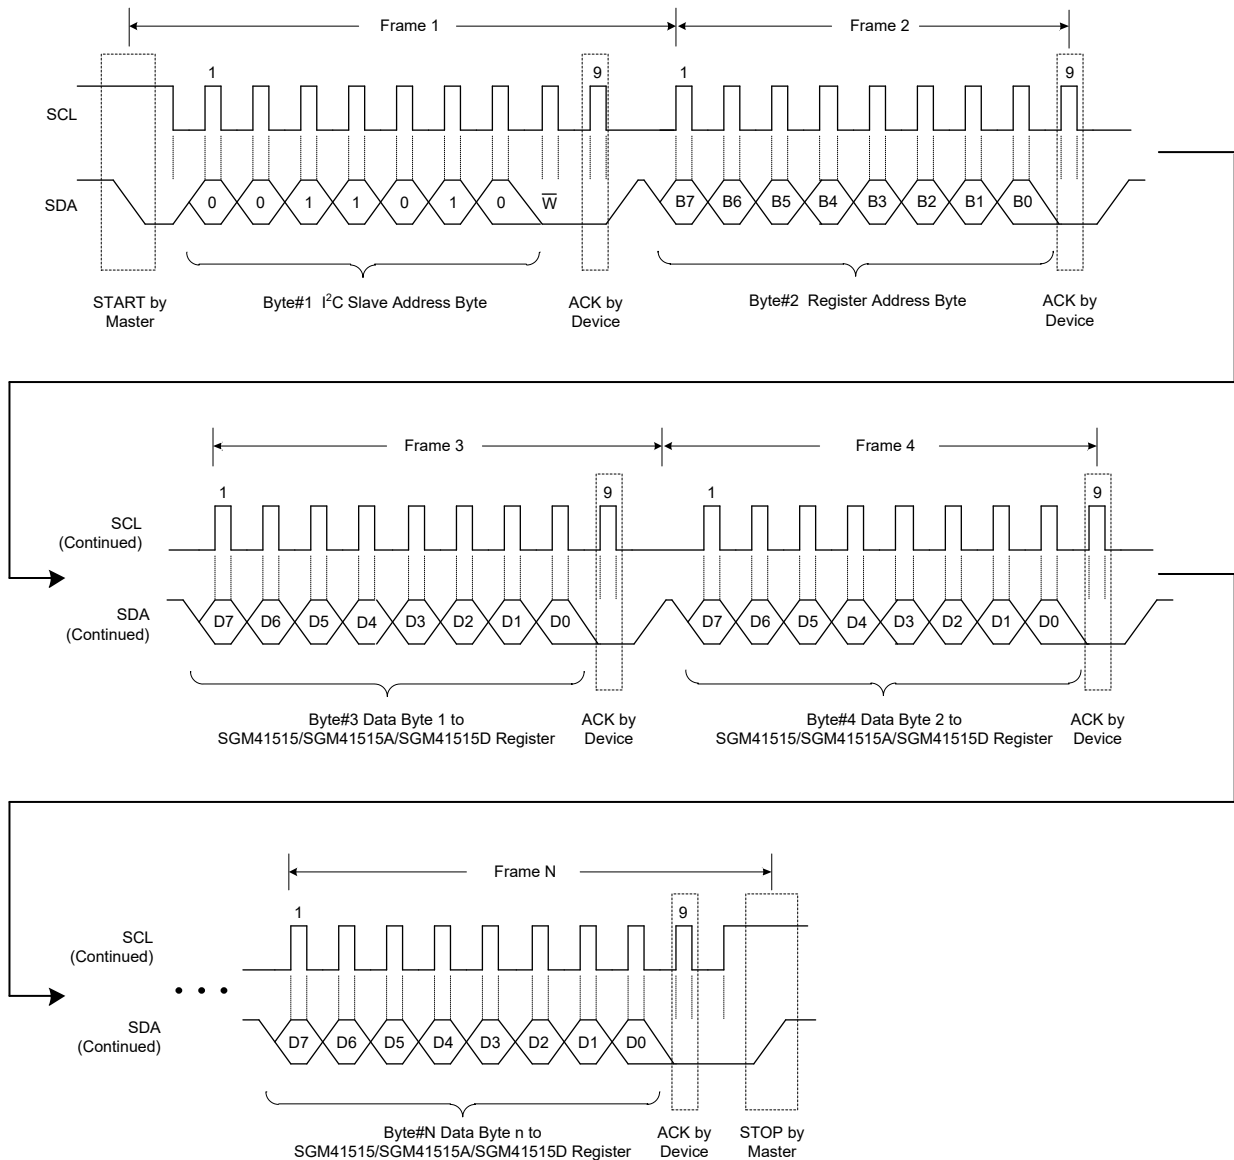 Frame 1 Frame 2
1 9 1 9
SCL
SDA 0 0 1 1 0 1 0 W̅ B7 B6 B5 B4 B3 B2 B1 B0
START by
Master
Byte#1 I²C Slave Address Byte
ACK by
Device
Byte#2 Register Address Byte
ACK by
Device
Frame 3 Frame 4
1 9 1 9
SCL
(Continued)
SDA
(Continued)
D7 D6 D5 D4 D3 D2 D1 D0 D7 D6 D5 D4 D3 D2 D1 D0
Byte#3 Data Byte 1 to
SGM41515/SGM41515A/SGM41515D Register
ACK by
Device
Byte#4 Data Byte 2 to
SGM41515/SGM41515A/SGM41515D Register
ACK by
Device
Frame N
1 9
SCL
(Continued)
• • •
SDA
(Continued)
D7 D6 D5 D4 D3 D2 D1 D0
Byte#N Data Byte n to
SGM41515/SGM41515A/SGM41515D Register
ACK by
Device
STOP by
Master